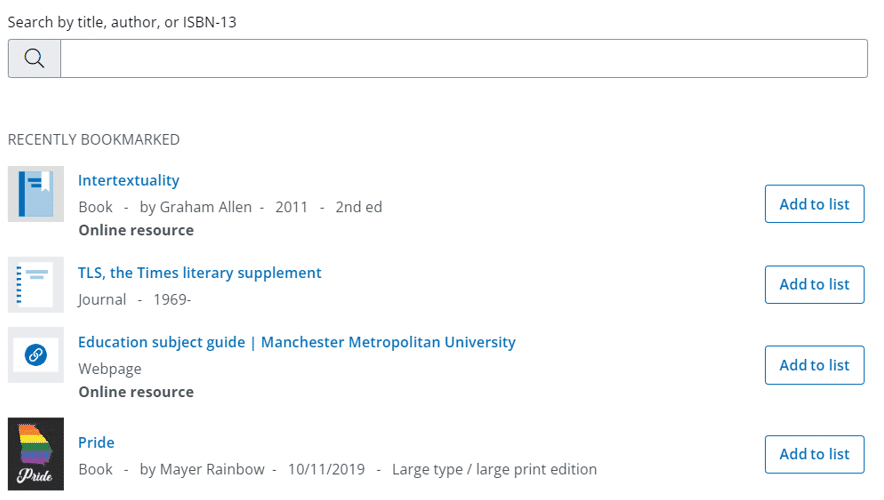 Search by title, author, or ISBN-13
RECENTLY BOOKMARKED
Intertextuality
Book - by Graham Allen - 2011 - 2nd ed
Online resource
Add to list
TLS, the Times literary supplement
Journal - 1969-
Add to list
Education subject guide | Manchester Metropolitan University
Webpage
Online resource
Add to list
Pride
Pride
Book - by Mayer Rainbow - 10/11/2019 - Large type / large print edition
Add to list